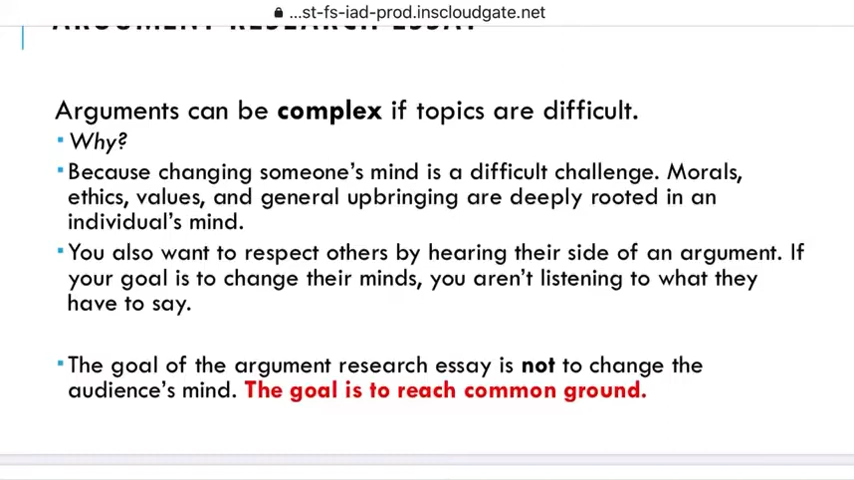 ...st-fs-iad-prod.inscloudgate.net
ARGUMENT RESEARCH ESSAY
Arguments can be complex if topics are difficult.
Why?
Because changing someone's mind is a difficult challenge. Morals,
ethics, values, and general upbringing are deeply rooted in an
individual's mind.
You also want to respect others by hearing their side of an argument. If
your goal is to change their minds, you aren't listening to what they
have to say.
The goal of the argument research essay is not to change the
audience's mind. The goal is to reach common ground.